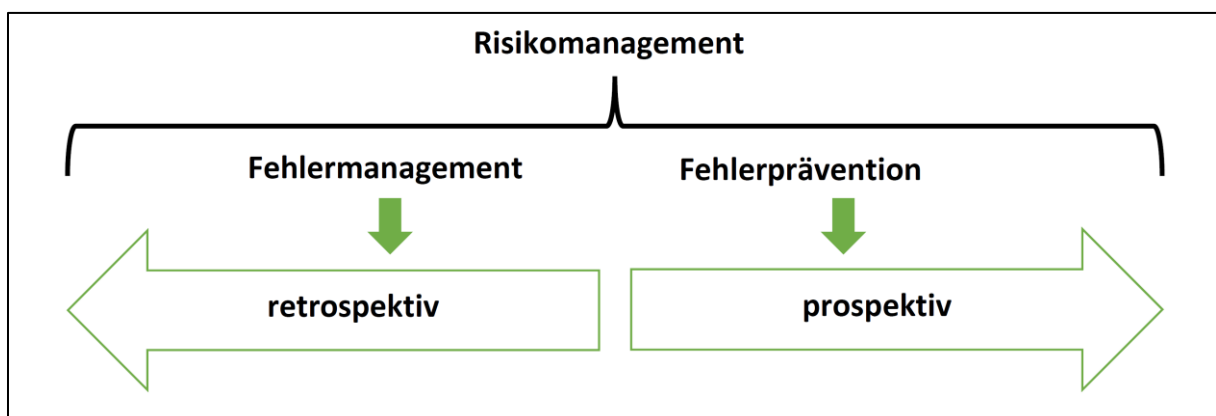 Risikomanagement
Fehlermanagement Fehlerprävention
retrospektiv prospektiv